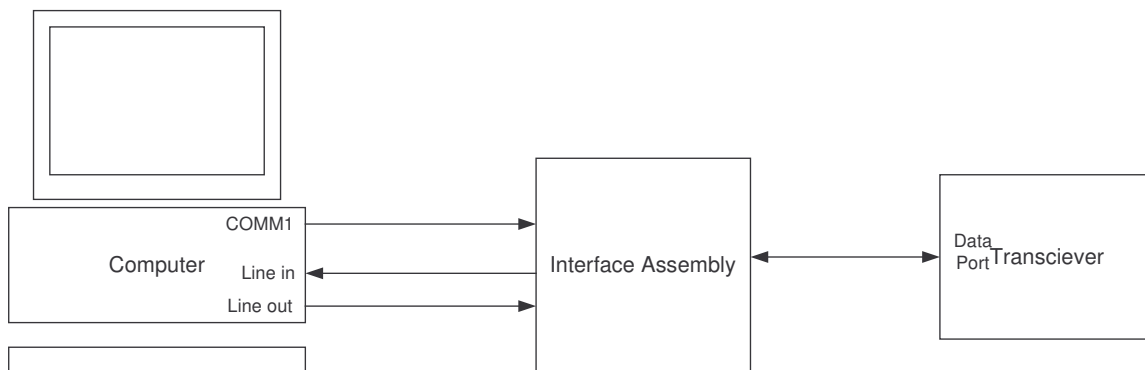 COMM1
Computer
Line in
Line out
Interface Assembly
Data
Port
Transciever